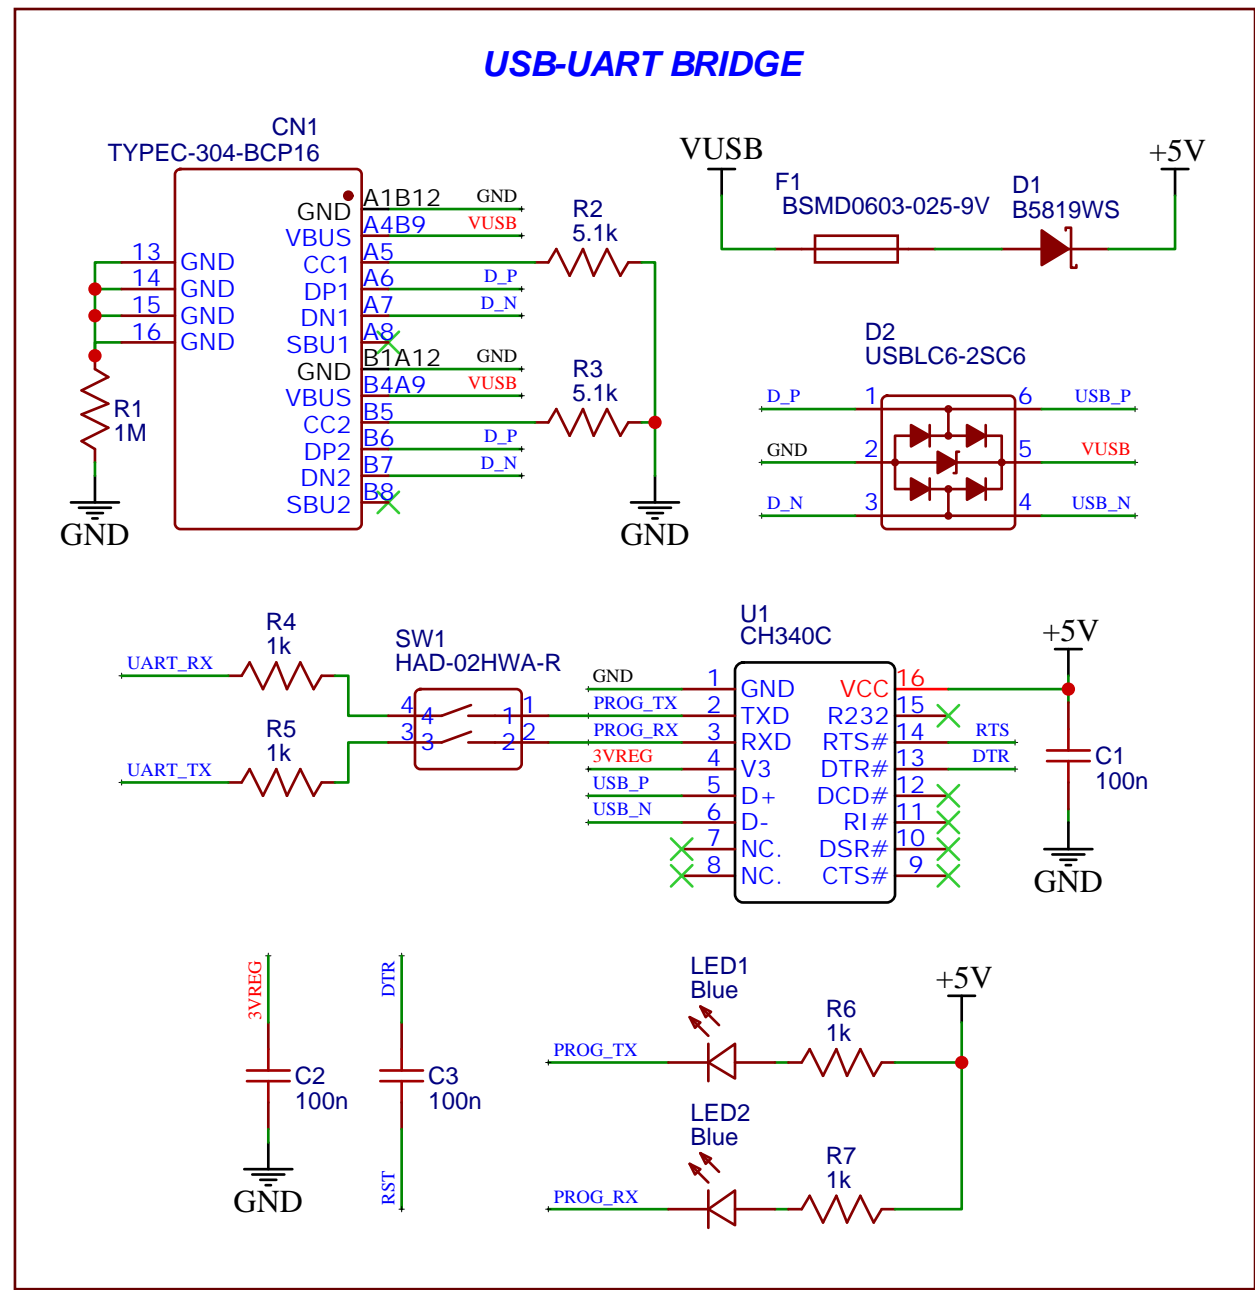 USB-UART BRIDGE
CN1
TYPEC-304-BCP16
GND A1B12 GND
VBUS A4B9 VUSB
CC1 A5
DP1 A6 D_P
DN1 A7 D_N
SBU1 A8
GND B1A12 GND
VBUS B4A9 VUSB
CC2 B5
DP2 B6 D_P
DN2 B7 D_N
SBU2 B8
13 GND
14 GND
15 GND
16 GND
R1
1M
GND
R2
5.1k
R3
5.1k
GND
VUSB
F1
BSMD0603-025-9V
D1
B5819WS
+5V
D2
USBLC6-2SC6
D_P 1 6 USB_P
GND 2 5 VUSB
D_N 3 4 USB_N
R4
1k
UART_RX
R5
1k
UART_TX
SW1
HAD-02HWA-R
4 4 1 1
3 3 2 2
U1
CH340C
GND 1 GND VCC 16
PROG_TX 2 TXD R232 15
PROG_RX 3 RXD RTS# 14 RTS
3VREG 4 V3 DTR# 13 DTR
USB_P 5 D+ DCD# 12
USB_N 6 D- RI# 11
7 NC. DSR# 10
8 NC. CTS# 9
+5V
C1
100n
GND
3VREG
C2
100n
GND
DTR
C3
100n
RST
LED1
Blue
PROG_TX
R6
1k
+5V
LED2
Blue
PROG_RX
R7
1k